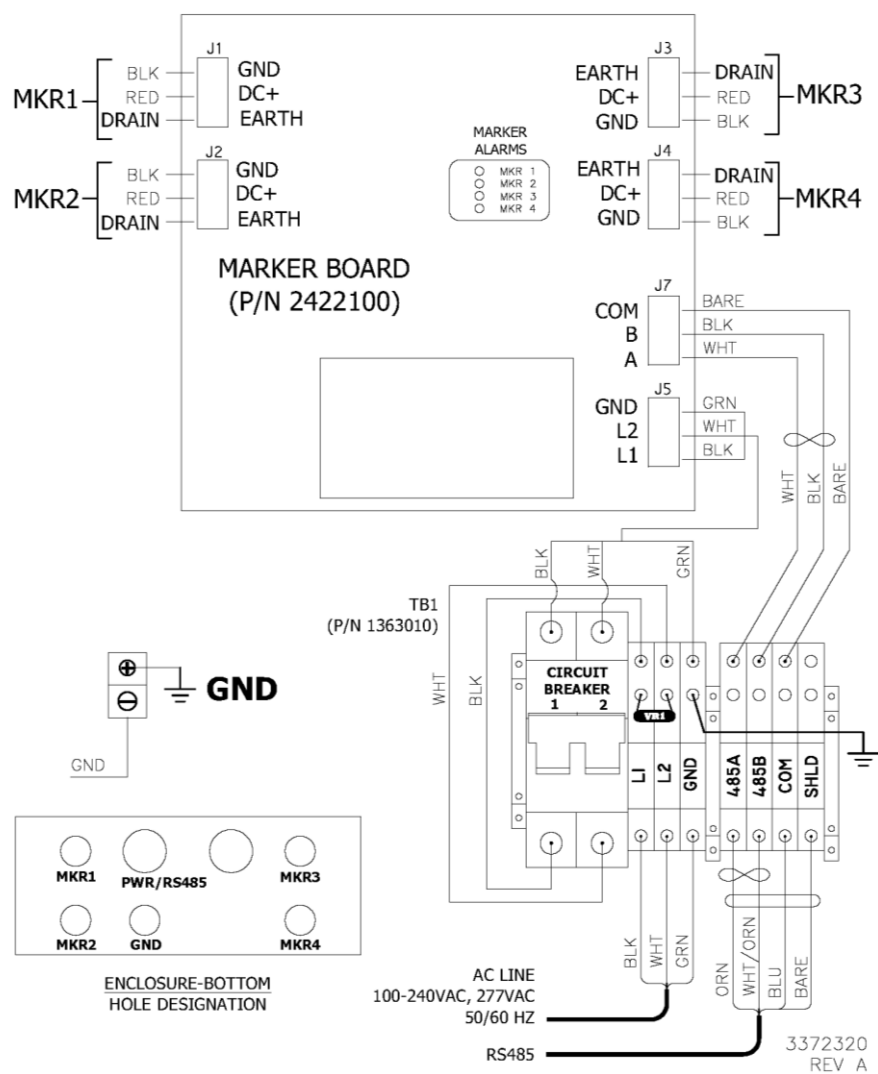 J1
BLK GND
MKR1 RED DC+
DRAIN EARTH
J2
BLK GND
MKR2 RED DC+
DRAIN EARTH
MARKER
ALARMS
MKR 1
MKR 2
MKR 3
MKR 4
J3
EARTH DRAIN
DC+ RED MKR3
GND BLK
J4
EARTH DRAIN
DC+ RED MKR4
GND BLK
MARKER BOARD
(P/N 2422100)
J7
COM BARE
B BLK
A WHT
J5
GND GRN
L2 WHT
L1 BLK
WHT
BLK
BARE
BLK
WHT
GRN
TB1
(P/N 1363010)
WHT
BLK
CIRCUIT
BREAKER
1 2
VR1
L1
L2
GND
485A
485B
COM
SHLD
GND
GND
MKR1
PWR/RS485
MKR3
MKR2
GND
MKR4
ENCLOSURE-BOTTOM
HOLE DESIGNATION
BLK
WHT
GRN
ORN
WHT/ORN
BLU
BARE
AC LINE
100-240VAC, 277VAC
50/60 HZ
RS485
3372320
REV A